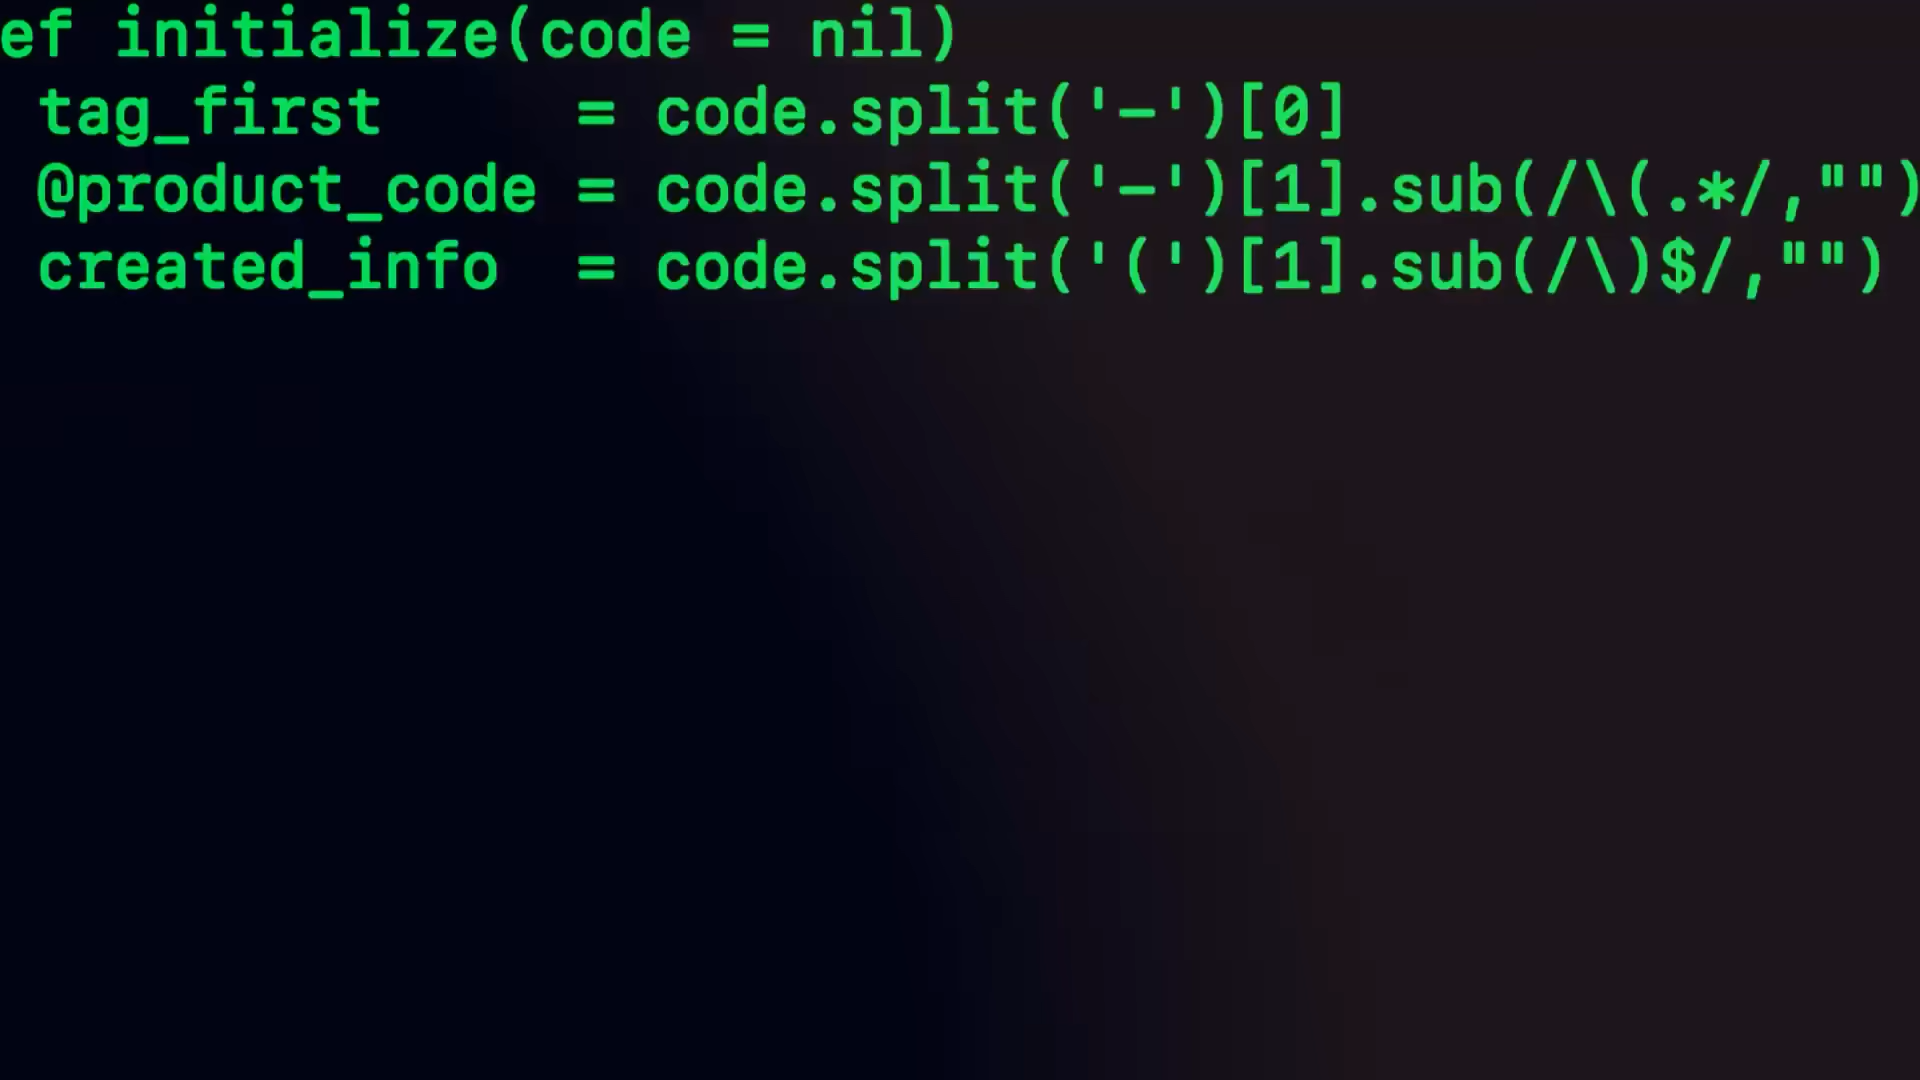 ef initialize(code = nil)
tag_first = code.split('-')[0]
@product_code = code.split('-')[1].sub(/\(.*/,"")
created_info = code.split('(')[1].sub(/\)$/,"")